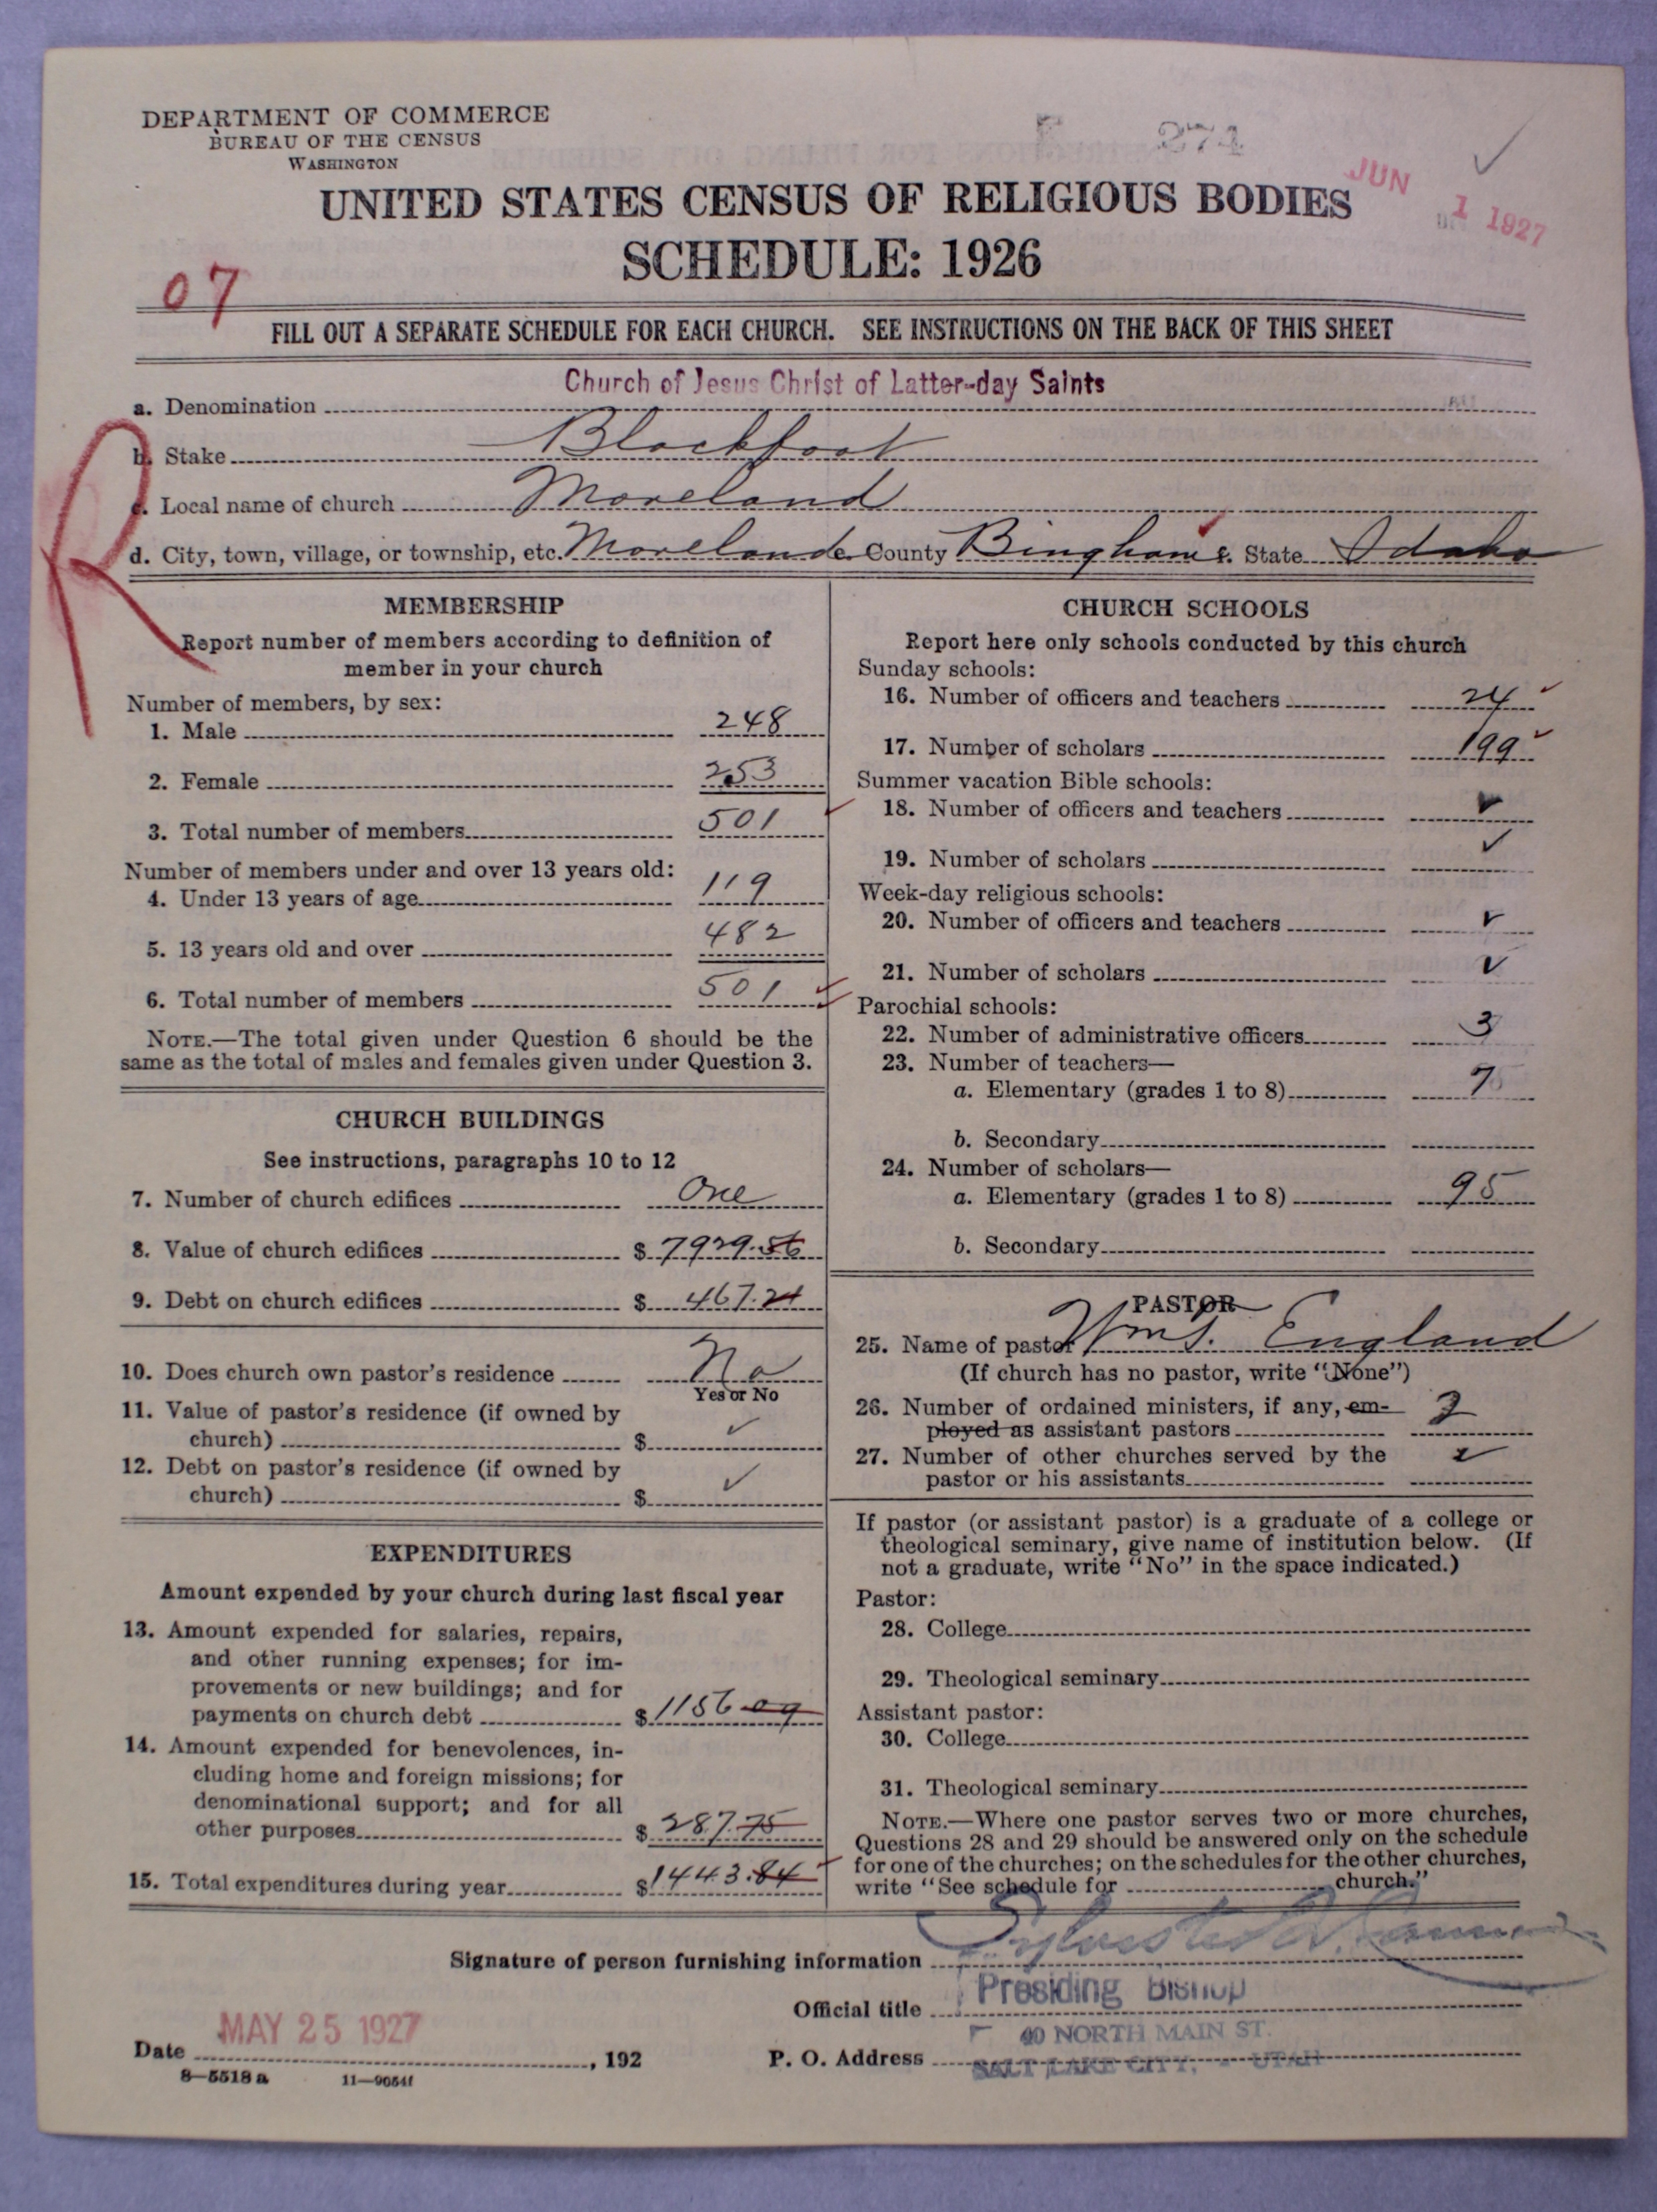 DEPARTMENT OF COMMERCE
BUREAU OF THE CENSUS
WASHINGTON
274
UNITED STATES CENSUS OF RELIGIOUS BODIES
JUN 1 1927
SCHEDULE: 1926
07
FILL OUT A SEPARATE SCHEDULE FOR EACH CHURCH. SEE INSTRUCTIONS ON THE BACK OF THIS SHEET
a. Denomination Church of Jesus Christ of Latter-day Saints
R
b. Stake Blackfoot
c. Local name of church Moreland
d. City, town, village, or township, etc. Moreland e. County Bingham f. State Idaho
MEMBERSHIP
Report number of members according to definition of
member in your church
Number of members, by sex:
1. Male 248
2. Female 253
3. Total number of members 501
Number of members under and over 13 years old:
4. Under 13 years of age 119
5. 13 years old and over 482
6. Total number of members 501
NOTE.—The total given under Question 6 should be the
same as the total of males and females given under Question 3.
CHURCH BUILDINGS
See instructions, paragraphs 10 to 12
7. Number of church edifices One
8. Value of church edifices $ 7929.56
9. Debt on church edifices $ 467.21
10. Does church own pastor's residence No
Yes or No
11. Value of pastor's residence (if owned by
church) $ ✓
12. Debt on pastor's residence (if owned by
church) $ ✓
EXPENDITURES
Amount expended by your church during last fiscal year
13. Amount expended for salaries, repairs,
and other running expenses; for im-
provements or new buildings; and for
payments on church debt $ 1156 09
14. Amount expended for benevolences, in-
cluding home and foreign missions; for
denominational support; and for all
other purposes $ 287.75
15. Total expenditures during year $ 1443.84
CHURCH SCHOOLS
Report here only schools conducted by this church
Sunday schools:
16. Number of officers and teachers 24
17. Number of scholars 199
Summer vacation Bible schools:
18. Number of officers and teachers ✓
19. Number of scholars ✓
Week-day religious schools:
20. Number of officers and teachers ✓
21. Number of scholars ✓
Parochial schools:
22. Number of administrative officers 3
23. Number of teachers—
a. Elementary (grades 1 to 8) 7
b. Secondary
24. Number of scholars—
a. Elementary (grades 1 to 8) 95
b. Secondary
PASTOR
25. Name of pastor England
(If church has no pastor, write "None")
26. Number of ordained ministers, if any, em-
ployed as assistant pastors 2
27. Number of other churches served by the
pastor or his assistants ✓
If pastor (or assistant pastor) is a graduate of a college or
theological seminary, give name of institution below. (If
not a graduate, write "No" in the space indicated.)
Pastor:
28. College
29. Theological seminary
Assistant pastor:
30. College
31. Theological seminary
NOTE.—Where one pastor serves two or more churches,
Questions 28 and 29 should be answered only on the schedule
for one of the churches; on the schedules for the other churches,
write "See schedule for church."
Signature of person furnishing information Sylvester Q. Cannon
Official title Presiding Bishop
Date MAY 25 1927 , 192
P. O. Address 40 NORTH MAIN ST.
SALT LAKE CITY, - UTAH
8—5518 a 11—9054f